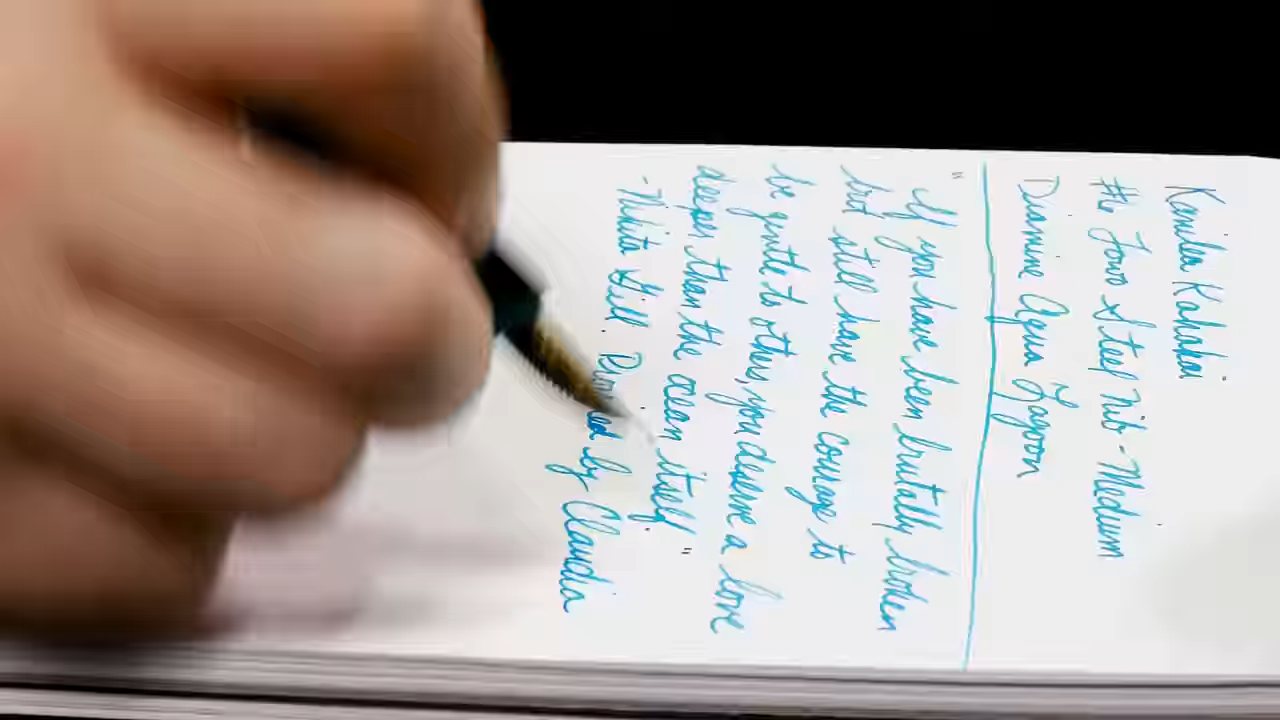 Kanilea Kahakai
#6 Jowo Steel nib - Medium
Diamine Aqua Lagoon
" If you have been brutally broken
but still have the courage to
be gentle to others, you deserve a love
deeper than the ocean itself."
- Nikita Gill. by Claudia